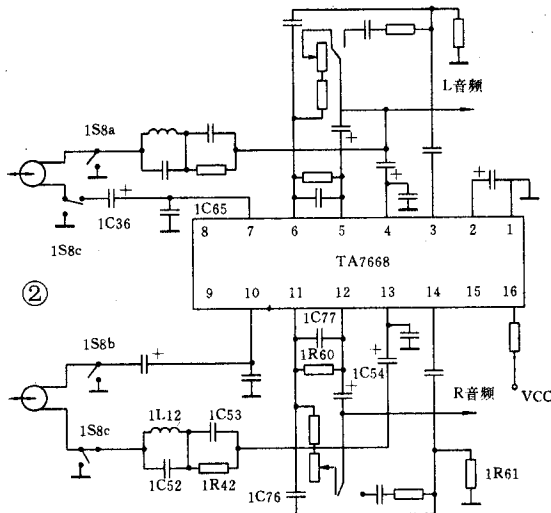 L音频
1S8a
+
+
+
+
1C36
1C65
1S8c
8 7 6 5 4 3 2 1
TA7668
9 10 11 12 13 14 15 16
②
1S8b
+
1C77
1R60
+
+
1C54
R音频
VCC
1S8c
1L12
1C53
1C52
1R42
1C76
1R61